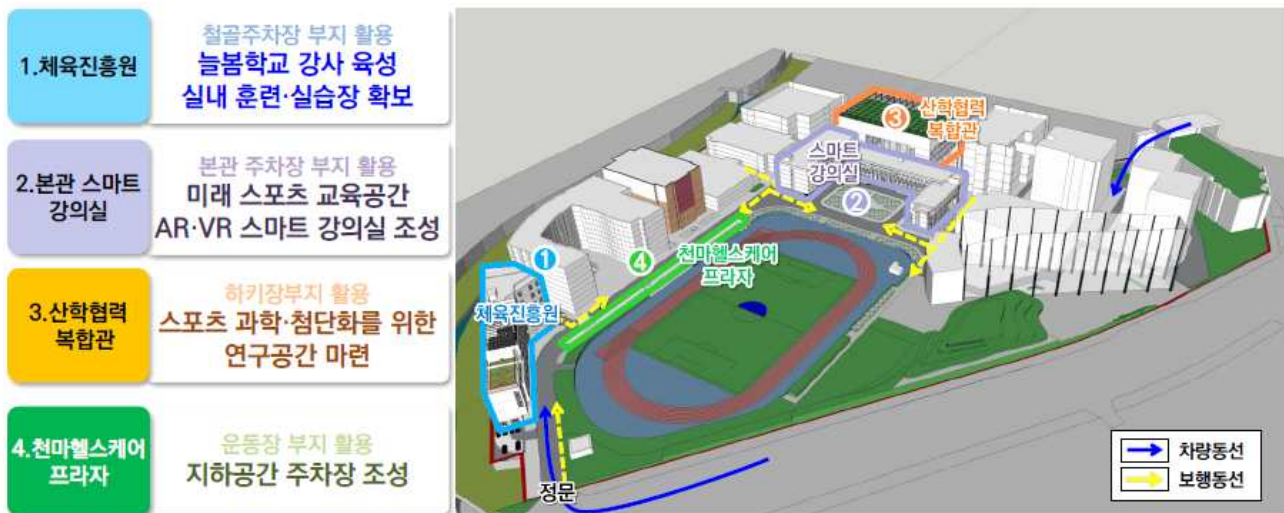 1.체육진흥원
철골주차장 부지 활용
늘봄학교 강사 육성
실내 훈련·실습장 확보
2.본관 스마트
강의실
본관 주차장 부지 활용
미래 스포츠 교육공간
AR·VR 스마트 강의실 조성
3.산학협력
복합관
하키장부지 활용
스포츠 과학·첨단화를 위한
연구공간 마련
4.천마헬스케어
프라자
운동장 부지 활용
지하공간 주차장 조성
3 산학협력
복합관
스마트
강의실
2
1
4 천마헬스케어
프라자
체육진흥원
정문
차량동선
보행동선